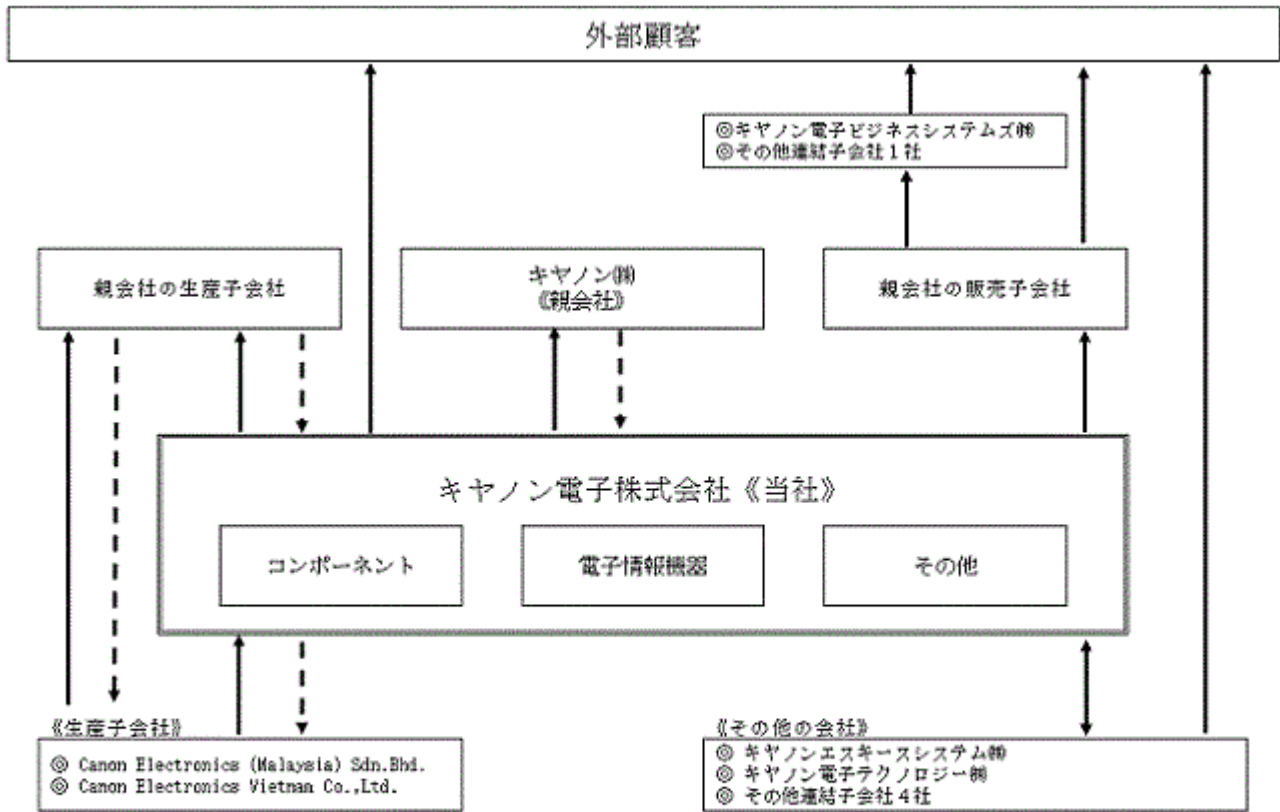 外部顧客
◎キヤノン電子ビジネスシステムズ㈱
◎その他連結子会社１社
親会社の生産子会社
キヤノン㈱
《親会社》
親会社の販売子会社
キヤノン電子株式会社《当社》
コンポーネント
電子情報機器
その他
《生産子会社》
◎ Canon Electronics (Malaysia) Sdn.Bhd.
◎ Canon Electronics Vietnam Co.,Ltd.
《その他の会社》
◎ キヤノンエスキースシステム㈱
◎ キヤノン電子テクノロジー㈱
◎ その他連結子会社４社